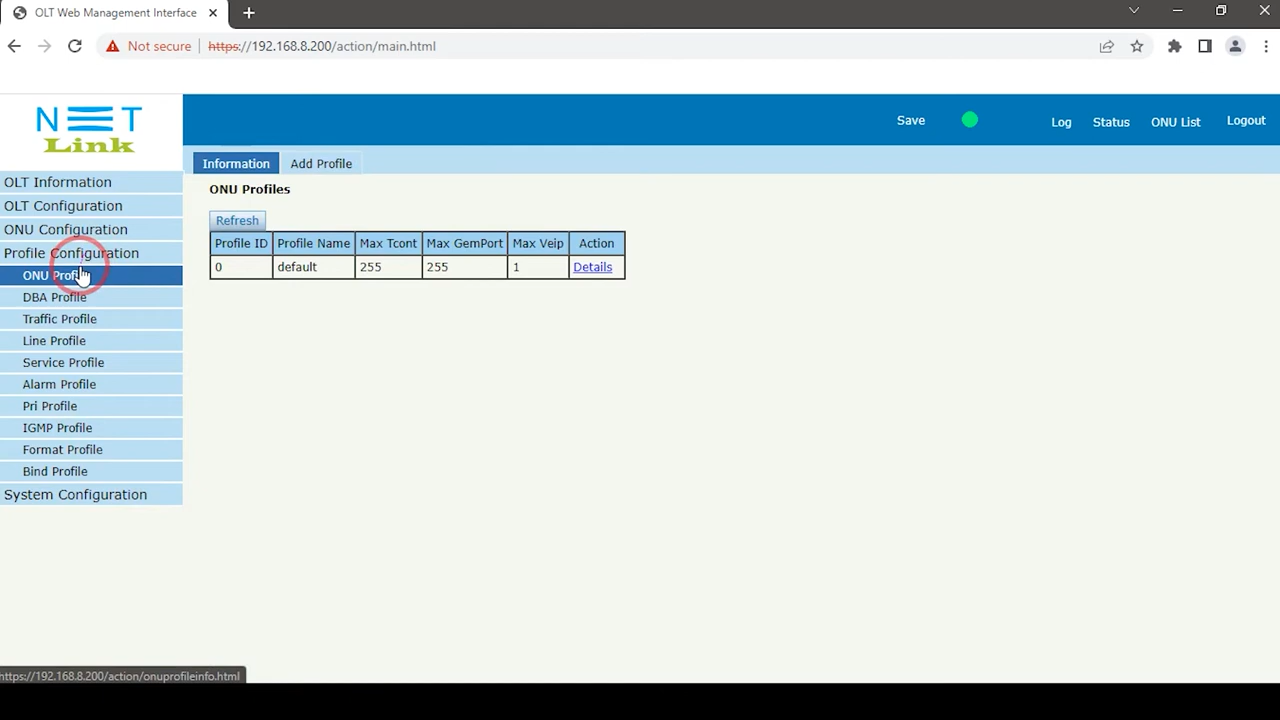 OLT Web Management Interface
Not secure
https://192.168.8.200/action/main.html
NET
Link
Save
Log
Status
ONU List
Logout
Information
Add Profile
OLT Information
OLT Configuration
ONU Configuration
Profile Configuration
ONU Profile
DBA Profile
Traffic Profile
Line Profile
Service Profile
Alarm Profile
Pri Profile
IGMP Profile
Format Profile
Bind Profile
System Configuration
ONU Profiles
Refresh
Profile ID Profile Name Max Tcont Max GemPort Max Veip Action
0 default 255 255 1 Details
https://192.168.8.200/action/onuprofileinfo.html